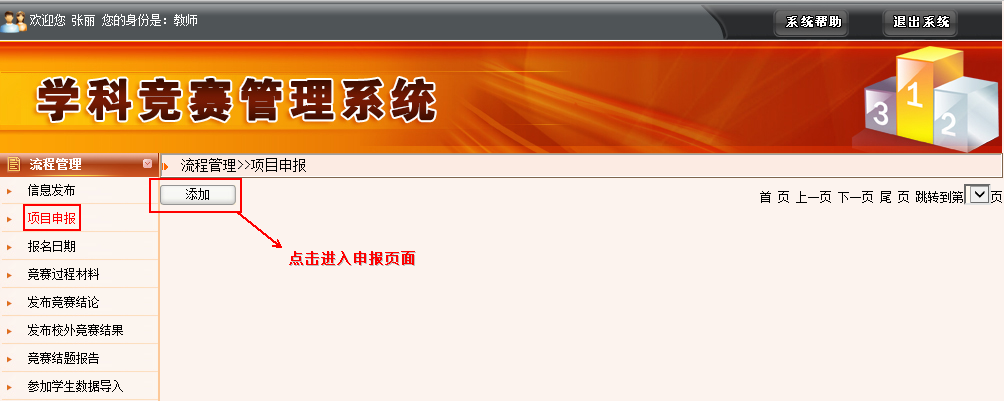 欢迎您 张丽 您的身份是：教师
系统帮助
退出系统
学科竞赛管理系统
3 1 2
流程管理
流程管理>>项目申报
信息发布
添加
首 页 上一页 下一页 尾 页 跳转到第 页
项目申报
报名日期
点击进入申报页面
竞赛过程材料
发布竞赛结论
发布校外竞赛结果
竞赛结题报告
参加学生数据导入